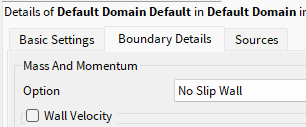 Details of Default Domain Default in Default Domain in
Basic Settings Boundary Details Sources
Mass And Momentum
Option No Slip Wall
Wall Velocity